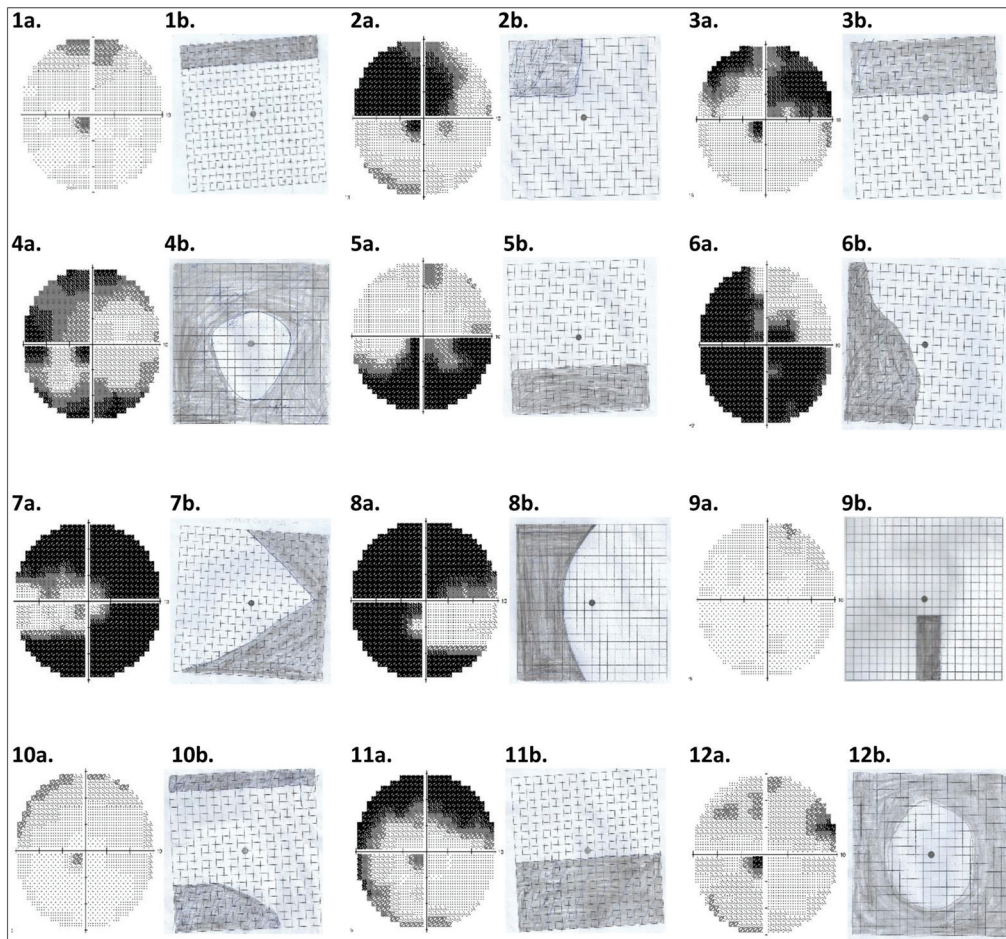 1a. 1b. 2a. 2b. 3a. 3b.
4a. 4b. 5a. 5b. 6a. 6b.
7a. 7b. 8a. 8b. 9a. 9b.
10a. 10b. 11a. 11b. 12a. 12b.